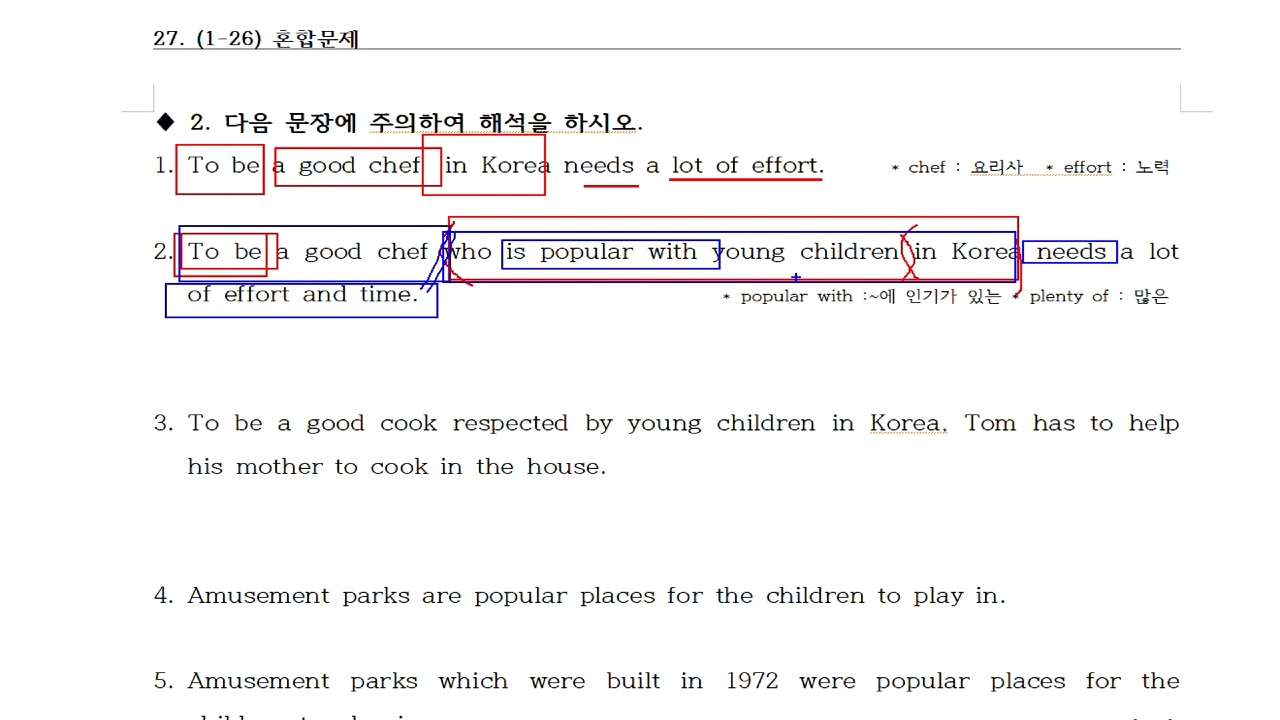 27. (1-26) 혼합문제
◆ 2. 다음 문장에 주의하여 해석을 하시오.
1. To be a good chef in Korea needs a lot of effort. * chef : 요리사 * effort : 노력
2. To be a good chef who is popular with young children in Korea needs a lot
of effort and time. * popular with :~에 인기가 있는 * plenty of : 많은
3. To be a good cook respected by young children in Korea, Tom has to help
his mother to cook in the house.
4. Amusement parks are popular places for the children to play in.
5. Amusement parks which were built in 1972 were popular places for the